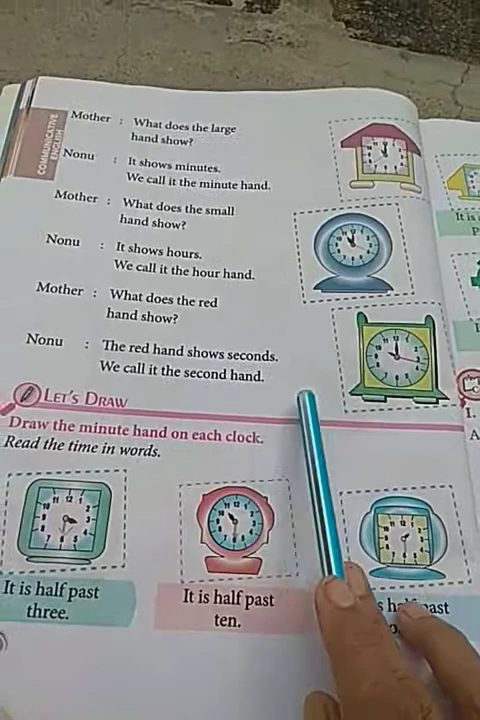 COMMUNICATIVE
ENGLISH
Mother : What does the large
hand show?
Nonu : It shows minutes.
We call it the minute hand.
Mother : What does the small
hand show?
Nonu : It shows hours.
We call it the hour hand.
Mother : What does the red
hand show?
Nonu : The red hand shows seconds.
We call it the second hand.
LET'S DRAW
Draw the minute hand on each clock.
Read the time in words.
It is half past
three.
It is half past
ten.
half past
It is
1.